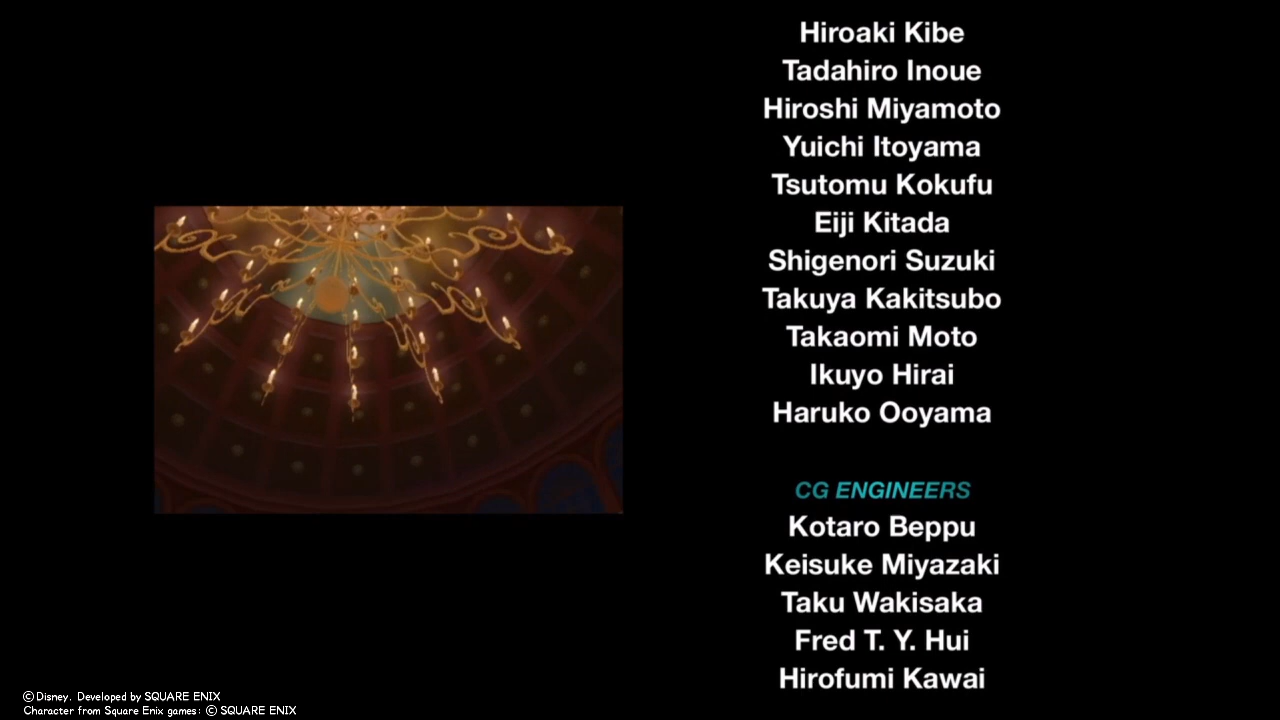 Hiroaki Kibe
Tadahiro Inoue
Hiroshi Miyamoto
Yuichi Itoyama
Tsutomu Kokufu
Eiji Kitada
Shigenori Suzuki
Takuya Kakitsubo
Takaomi Moto
Ikuyo Hirai
Haruko Ooyama
CG ENGINEERS
Kotaro Beppu
Keisuke Miyazaki
Taku Wakisaka
Fred T. Y. Hui
Hirofumi Kawai
©Disney. Developed by SQUARE ENIX
Character from Square Enix games: © SQUARE ENIX